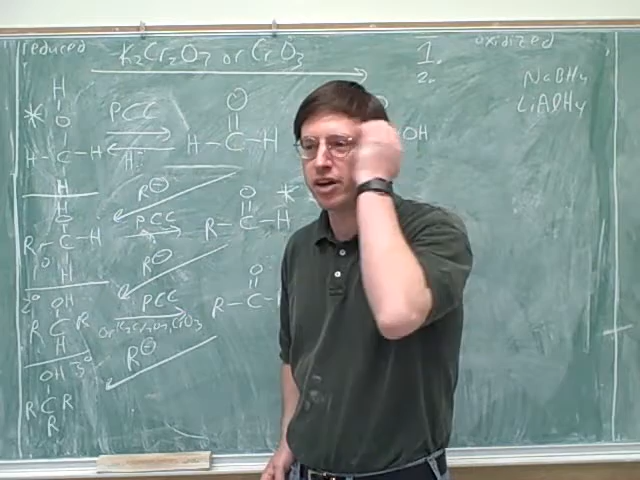 reduced K2Cr2O7 or CrO3 1. oxidized
2. NaBH4
LiAlH4
H
O
* PCC O OH
H-C-H H-C-H
H H:⊖
H
O R⊖ O *
R-C-H PCC R-C-H
1° H R⊖
2° OH PCC O
R C R or K2Cr2O7, CrO3 R-C-
H
3° R⊖
OH
R C R
R